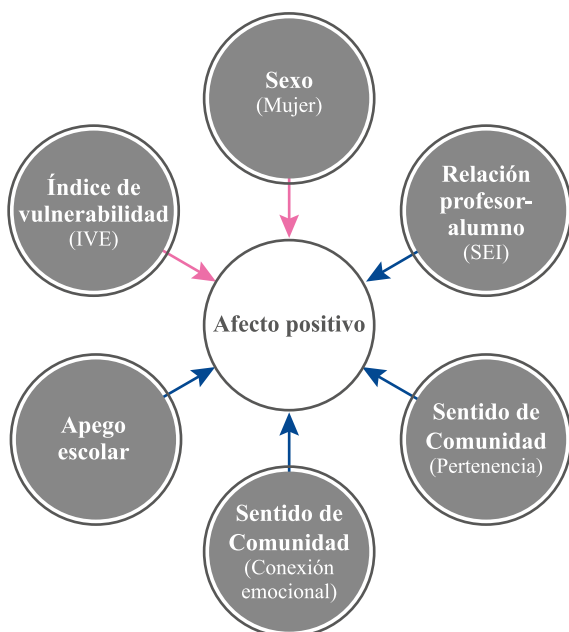 Sexo
(Mujer)
Índice de
vulnerabilidad
(IVE)
Relación
profesor-
alumno
(SEI)
Afecto positivo
Apego
escolar
Sentido de
Comunidad
(Pertenencia)
Sentido de
Comunidad
(Conexión
emocional)